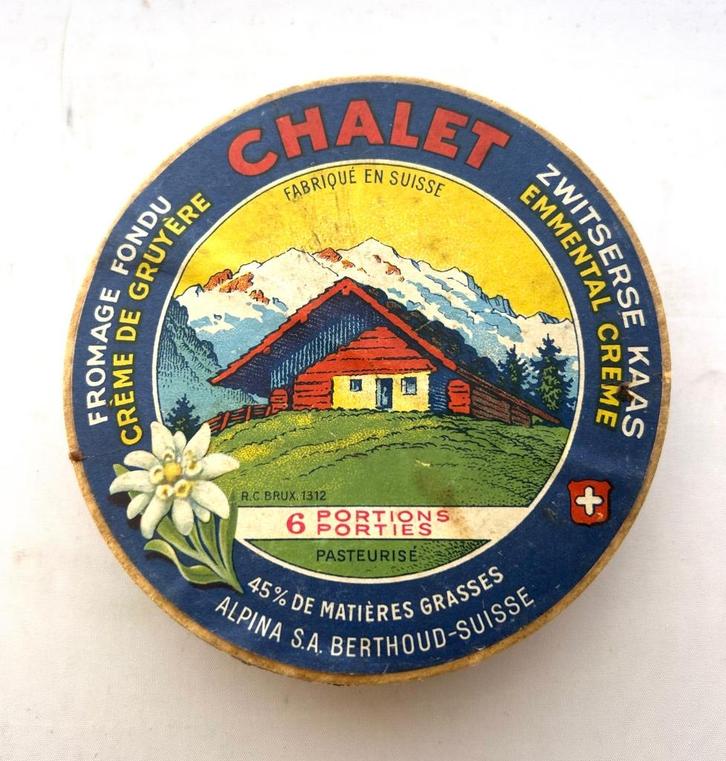 CHALET
FABRIQUÉ EN SUISSE
FROMAGE FONDU
CRÈME DE GRUYÈRE
ZWITSERSE KAAS
EMMENTAL CREME
R.C. BRUX. 1312
6 PORTIONS
PORTIES
PASTEURISÉ
45% DE MATIÈRES GRASSES
ALPINA S.A. BERTHOUD-SUISSE